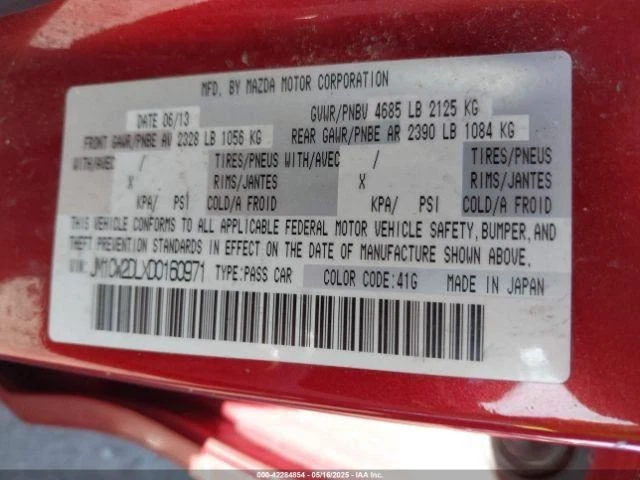 MFD. BY MAZDA MOTOR CORPORATION
DATE 06/13 GVWR/PNBV 4685 LB 2125 KG
FRONT GAWR/PNBE AV 2328 LB 1056 KG REAR GAWR/PNBE AR 2390 LB 1084 KG
WITH/AVEC / TIRES/PNEUS WITH/AVEC / TIRES/PNEUS
X RIMS/JANTES X RIMS/JANTES
KPA/ PSI COLD/A FROID KPA/ PSI COLD/A FROID
THIS VEHICLE CONFORMS TO ALL APPLICABLE FEDERAL MOTOR VEHICLE SAFETY, BUMPER, AND
THEFT PREVENTION STANDARDS IN EFFECT ON THE DATE OF MANUFACTURE SHOWN ABOVE.
VIN: JM1CW2DLXD0160971 TYPE:PASS CAR COLOR CODE:41G MADE IN JAPAN
000-42284854 - 05/16/2025 - IAA Inc.